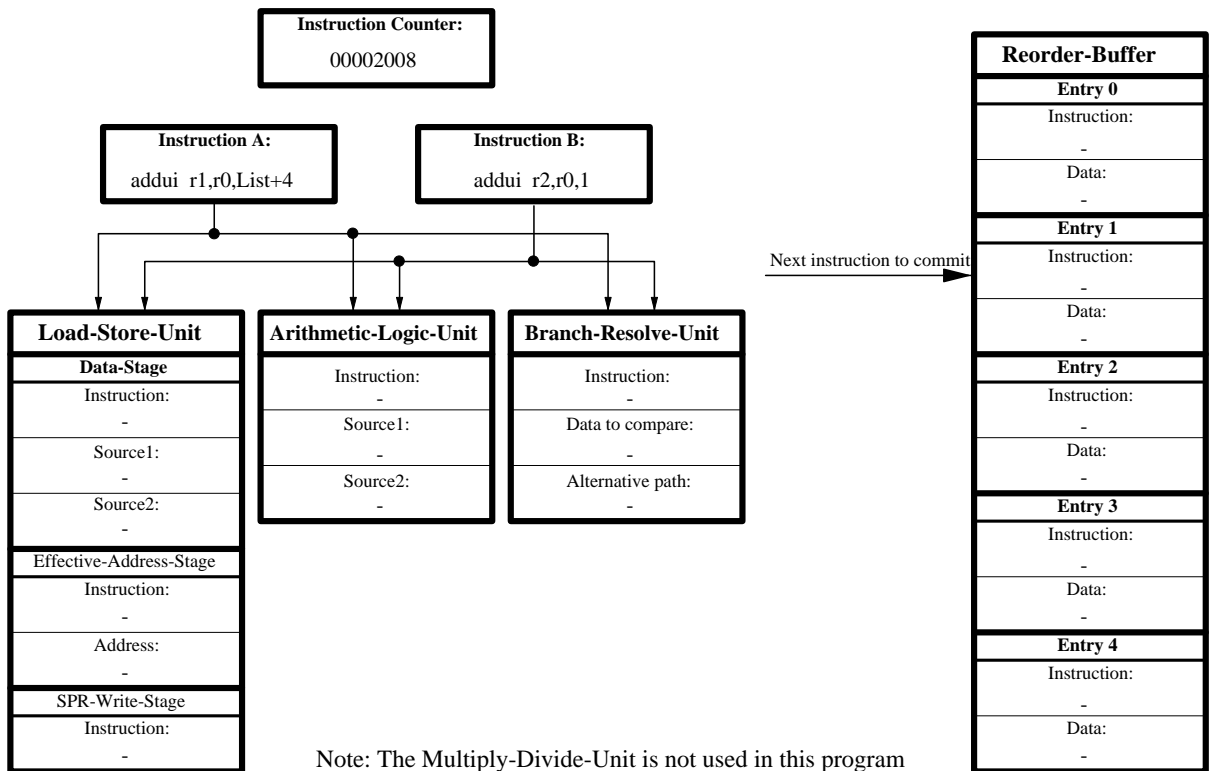 Instruction Counter:
00002008
Instruction A:
addui r1,r0,List+4
Instruction B:
addui r2,r0,1
Load-Store-Unit
Data-Stage
Instruction:
-
Source1:
-
Source2:
-
Effective-Address-Stage
Instruction:
-
Address:
-
SPR-Write-Stage
Instruction:
-
Arithmetic-Logic-Unit
Instruction:
-
Source1:
-
Source2:
-
Branch-Resolve-Unit
Instruction:
-
Data to compare:
-
Alternative path:
-
Next instruction to commit
Reorder-Buffer
Entry 0
Instruction:
-
Data:
-
Entry 1
Instruction:
-
Data:
-
Entry 2
Instruction:
-
Data:
-
Entry 3
Instruction:
-
Data:
-
Entry 4
Instruction:
-
Data:
-
Note: The Multiply-Divide-Unit is not used in this program